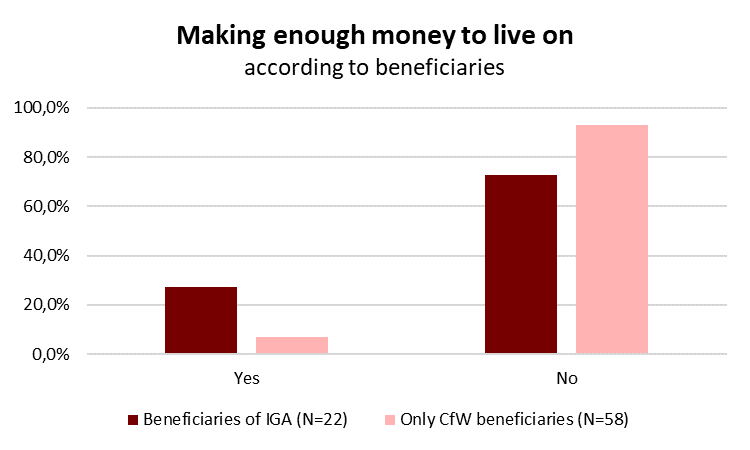 Making enough money to live on
according to beneficiaries
100,0%
80,0%
60,0%
40,0%
20,0%
0,0%
Yes No
Beneficiaries of IGA (N=22) Only CfW beneficiaries (N=58)